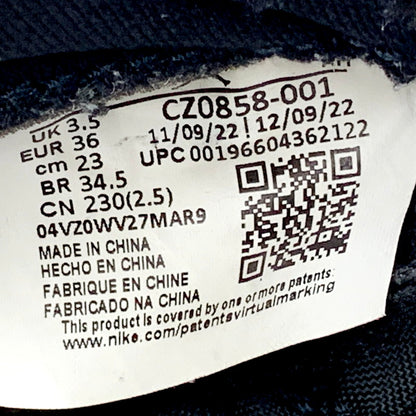 UK 3.5
EUR 36
cm 23
BR 34.5
CN 230(2.5)
04VZ0WV27MAR9
CZ0858-001
11/09/22 | 12/09/22
UPC 00196604362122
MADE IN CHINA
HECHO EN CHINA
FABRIQUE EN CHINE
FABRICADO NA CHINA
This product is covered by one or more patents:
www.nike.com/patentsvirtualmarking